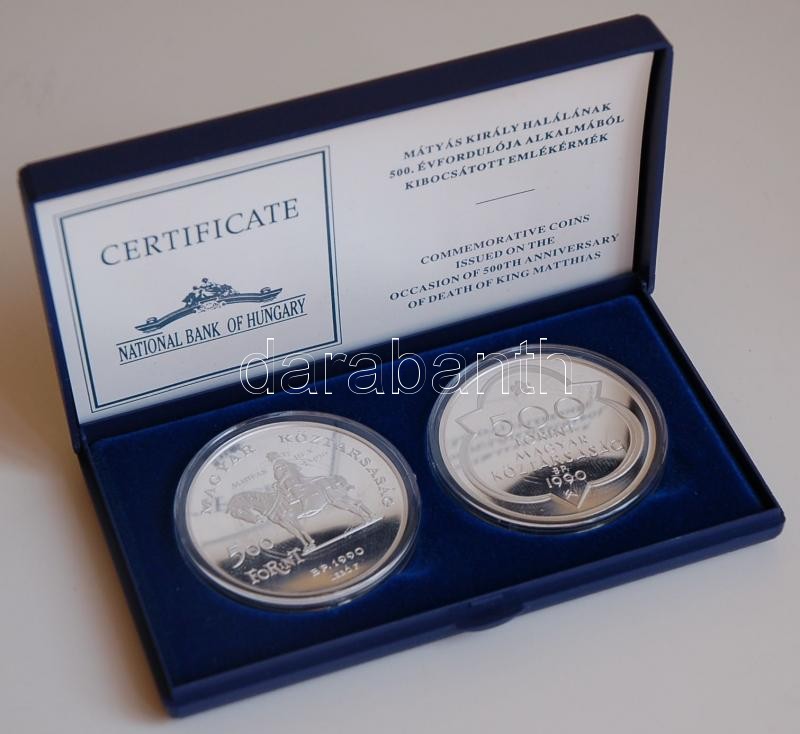 CERTIFICATE
NATIONAL BANK OF HUNGARY
MÁTYÁS KIRÁLY HALÁLÁNAK
500. ÉVFORDULÓJA ALKALMÁBÓL
KIBOCSÁTOTT EMLÉKÉRMÉK
COMMEMORATIVE COINS
ISSUED ON THE
OCCASION OF 500TH ANNIVERSARY
OF DEATH OF KING MATTHIAS
darabanth
MAGYAR KÖZTÁRSASÁG
500
FORINT
BP. 1990
500
FORINT
MAGYAR
KÖZTÁRSASÁG
BP.
1990